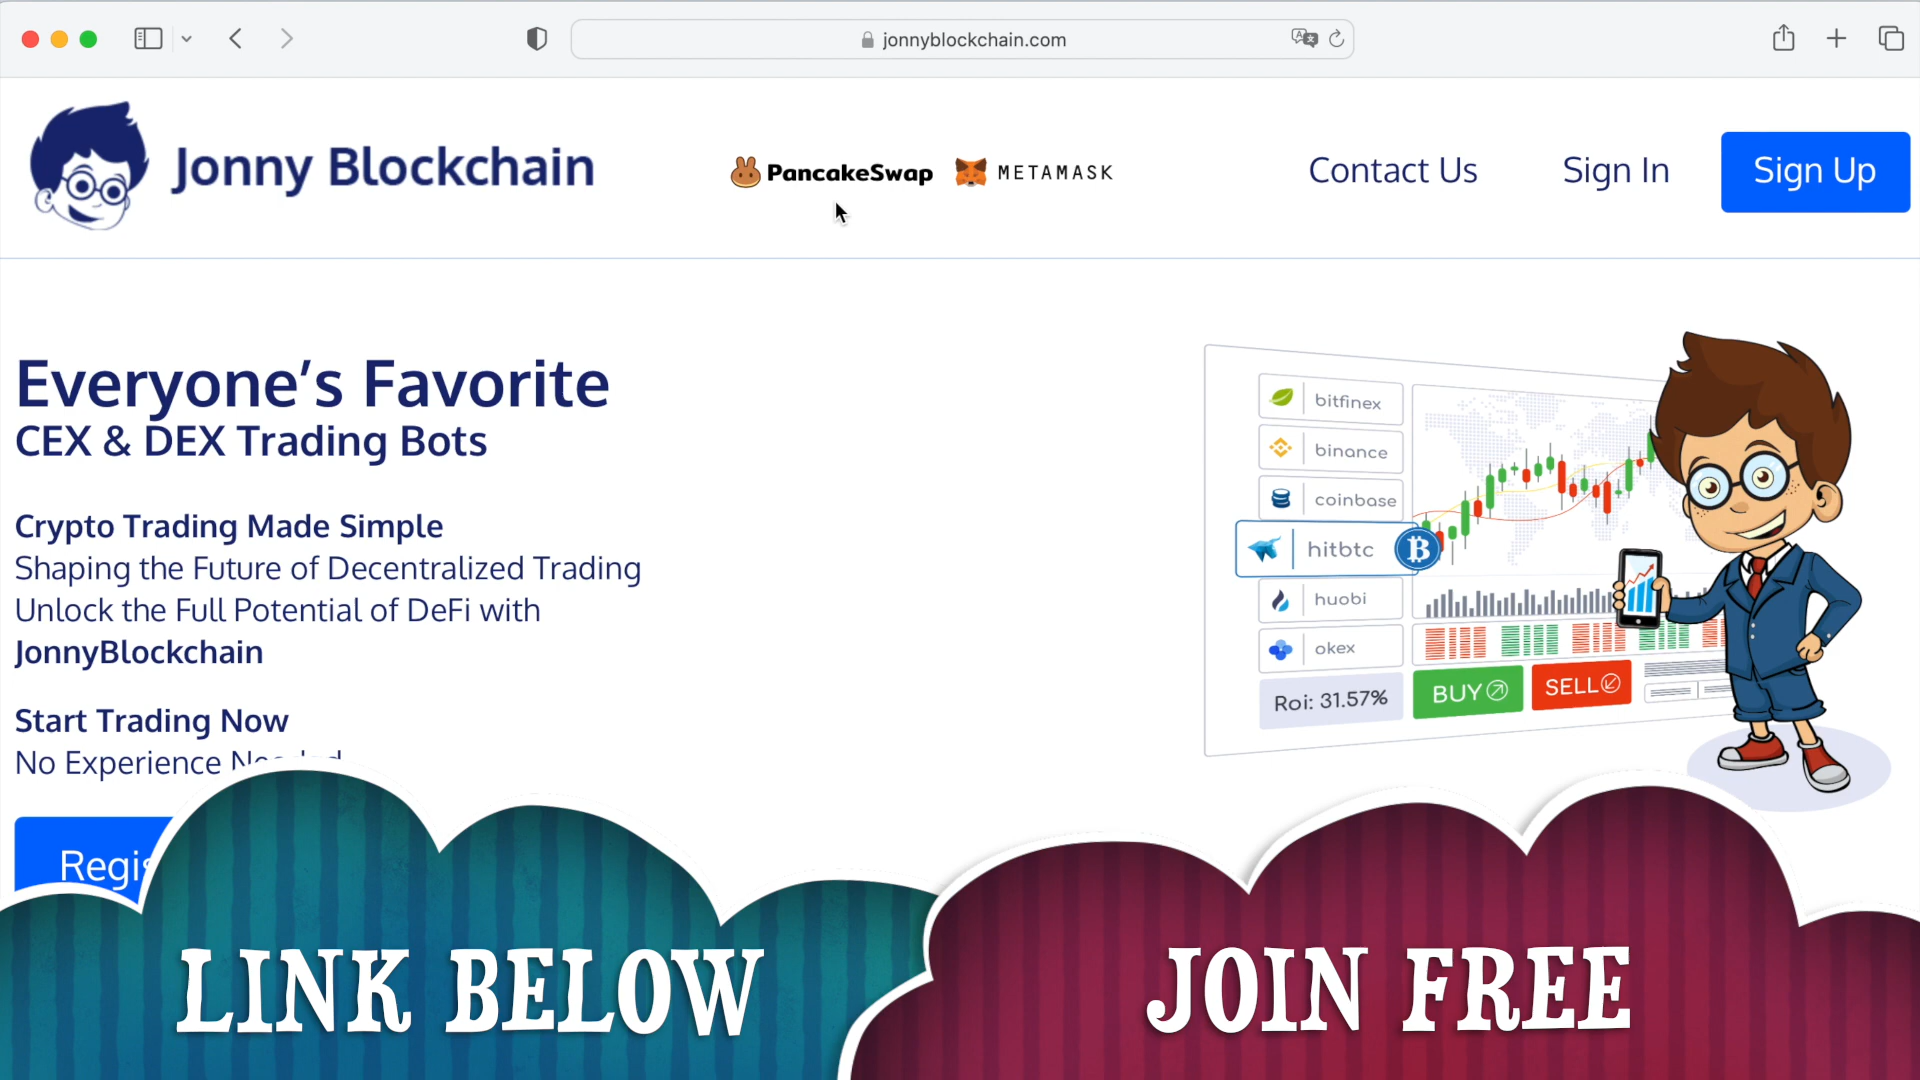 jonnyblockchain.com
Jonny Blockchain
PancakeSwap
METAMASK
Contact Us
Sign In
Sign Up
Everyone’s Favorite
CEX & DEX Trading Bots
Crypto Trading Made Simple
Shaping the Future of Decentralized Trading
Unlock the Full Potential of DeFi with
JonnyBlockchain
Start Trading Now
No Experience
bitfinex
binance
coinbase
hitbtc
huobi
okex
Roi: 31.57%
BUY
SELL
LINK BELOW
JOIN FREE